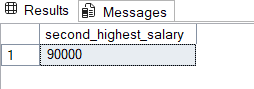 Results Messages
second_highest_salary
1 90000